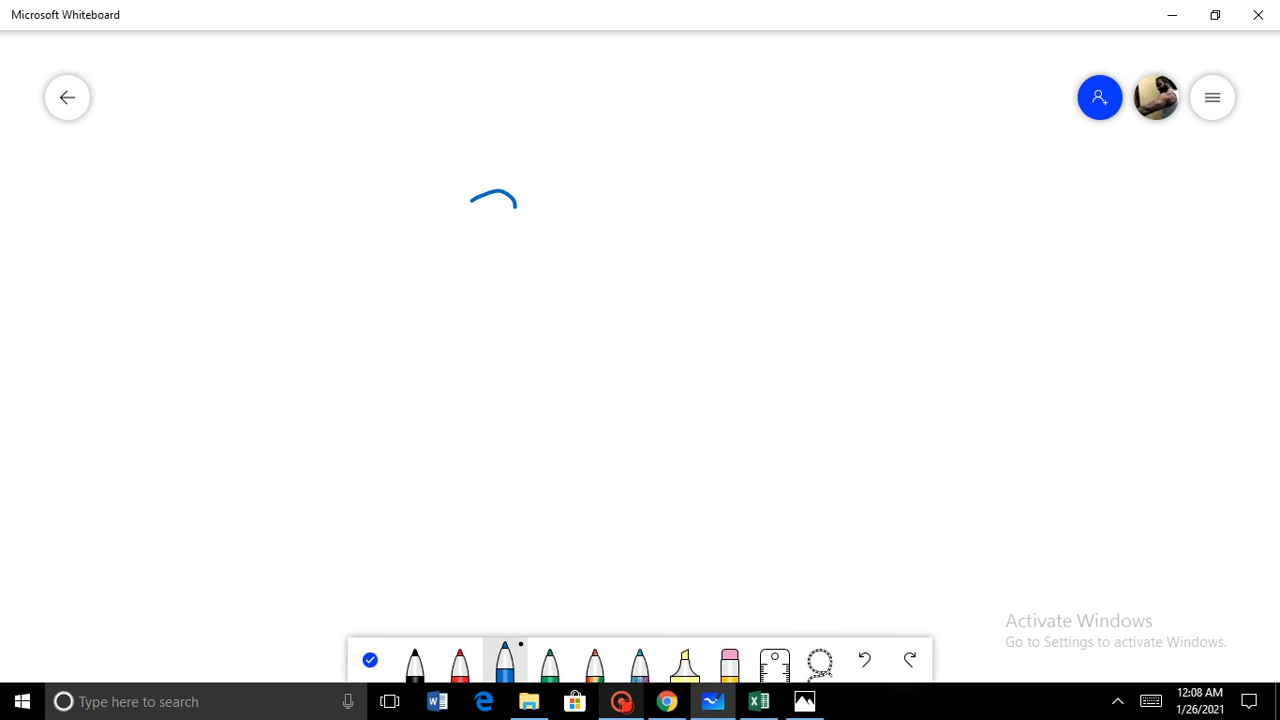 Microsoft Whiteboard
Activate Windows
Go to Settings to activate Windows.
Type here to search
12:08 AM
1/26/2021